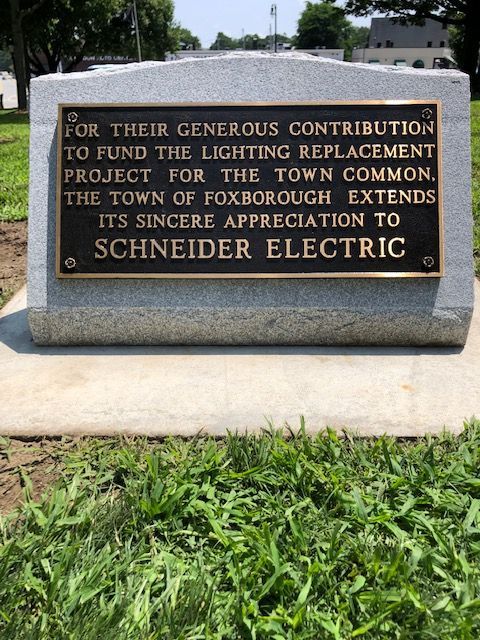 FOR THEIR GENEROUS CONTRIBUTION
TO FUND THE LIGHTING REPLACEMENT
PROJECT FOR THE TOWN COMMON,
THE TOWN OF FOXBOROUGH EXTENDS
ITS SINCERE APPRECIATION TO
SCHNEIDER ELECTRIC